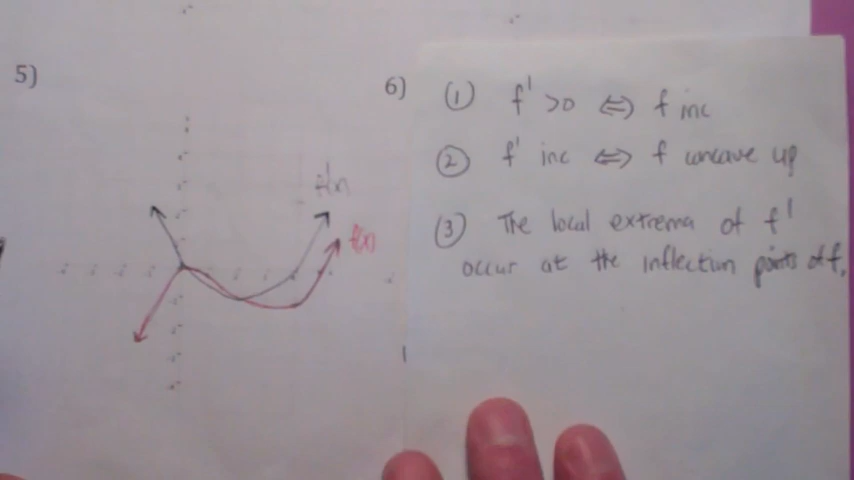 5)
f'(x)
f(x)
6) ① f' >0 ⇔ f inc
② f' inc ⇔ f concave up
③ The local extrema of f'
occur at the inflection points of f.